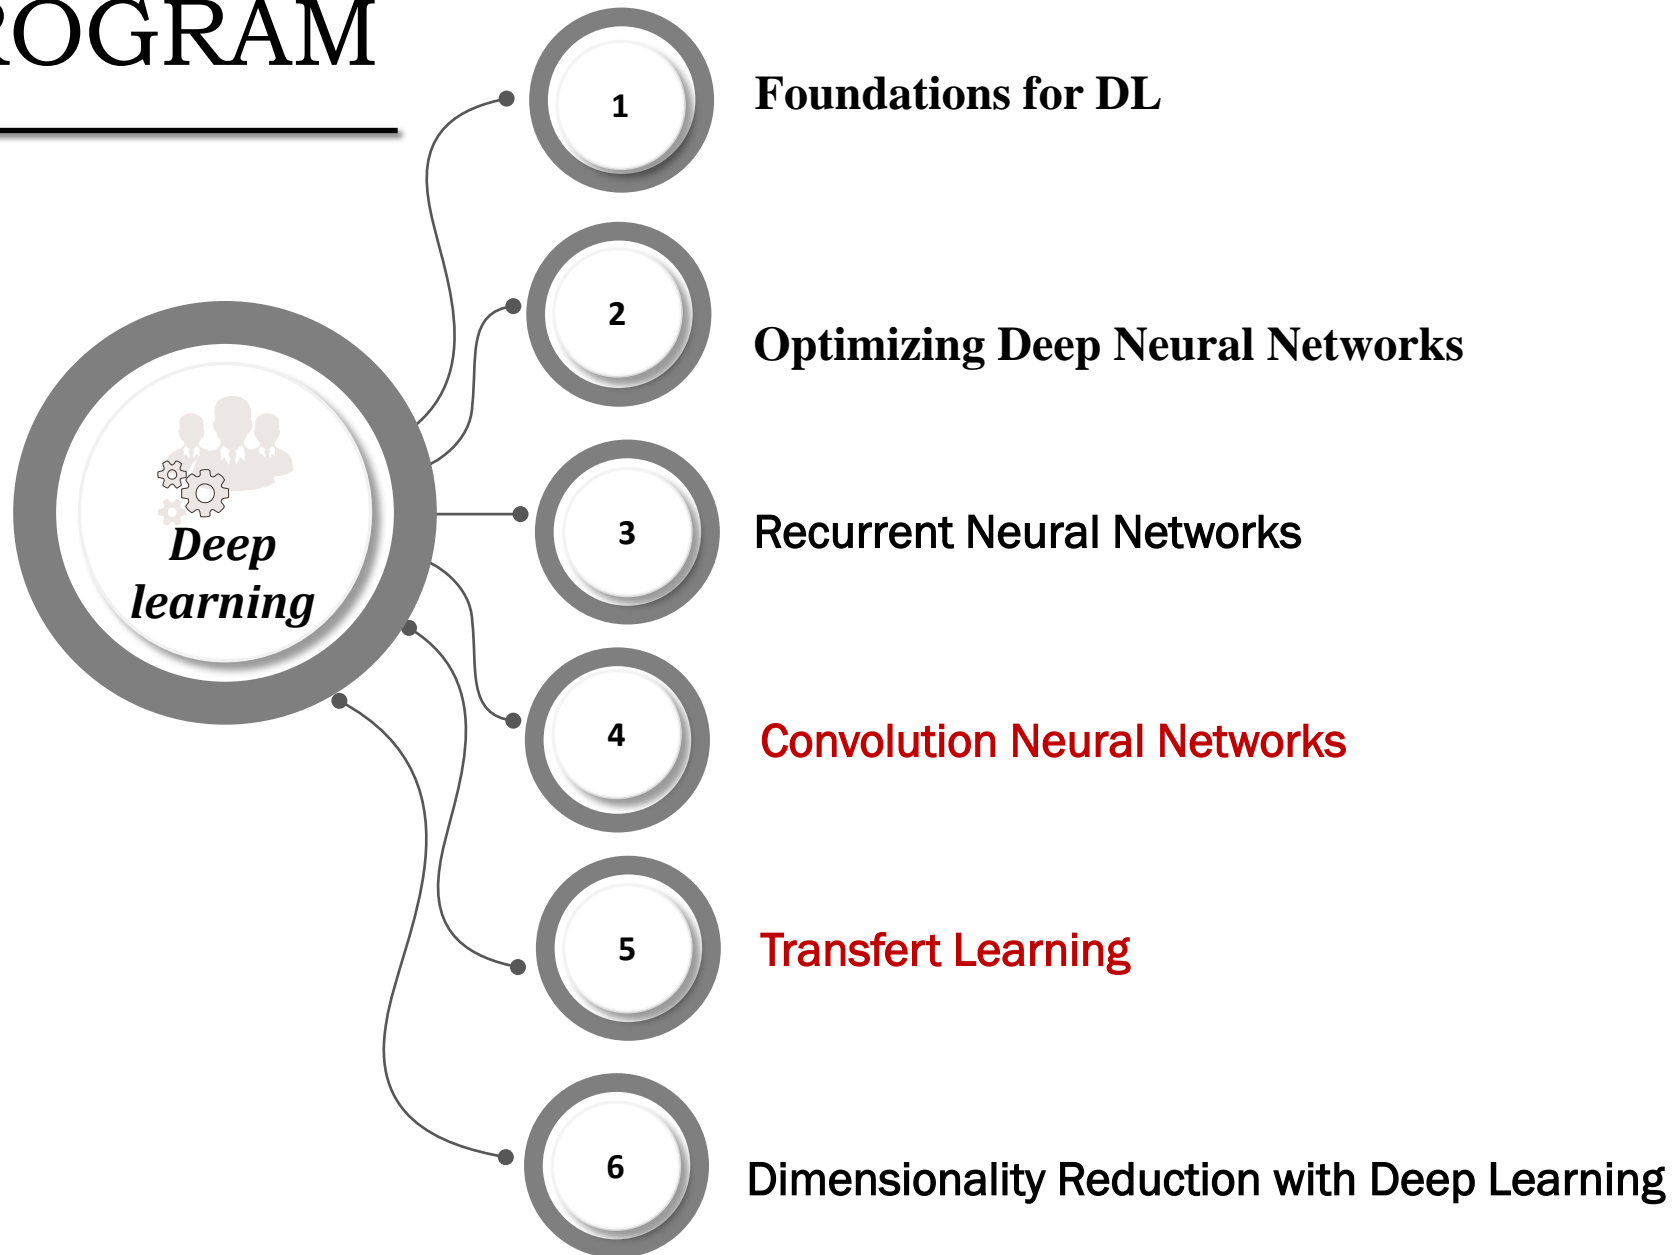 ROGRAM
1
Foundations for DL
2
Optimizing Deep Neural Networks
3
Recurrent Neural Networks
Deep
learning
4
Convolution Neural Networks
5
Transfert Learning
6
Dimensionality Reduction with Deep Learning